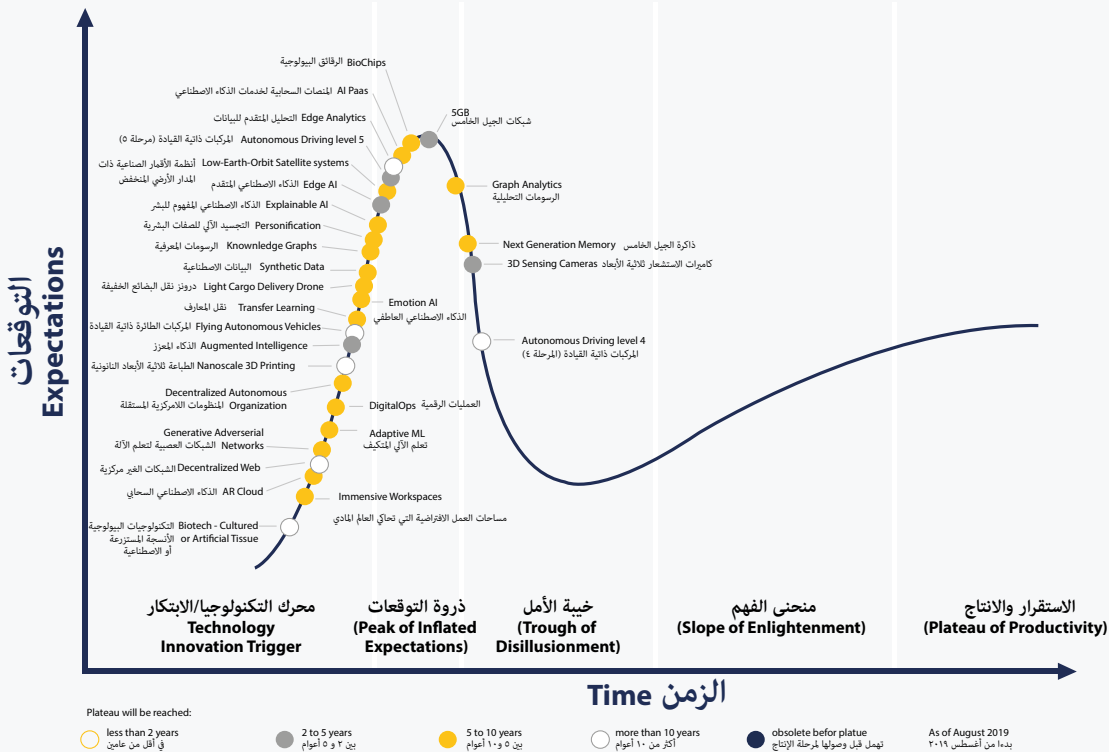 BioChips الرقائق البيولوجية
AI Paas المنصات السحابية لخدمات الذكاء الاصطناعي
5GB
شبكات الجيل الخامس
Edge Analytics التحليل المتقدم للبيانات
Autonomous Driving level 5 المركبات ذاتية القيادة (مرحلة ٥)
Low-Earth-Orbit Satellite systems أنظمة الأقمار الصناعية ذات
المدار الأرضي المنخفض
Edge AI الذكاء الاصطناعي المتقدم
Explainable AI الذكاء الاصطناعي المفهوم للبشر
Personification التجسيد الآلي للصفات البشرية
Knownledge Graphs الرسومات المعرفية
Synthetic Data البيانات الاصطناعية
Light Cargo Delivery Drone درونز نقل البضائع الخفيفة
Transfer Learning نقل المعارف
Flying Autonomous Vehicles المركبات الطائرة ذاتية القيادة
Augmented Intelligence الذكاء المعزز
Nanoscale 3D Printing الطباعة ثلاثية الأبعاد النانونية
Decentralized Autonomous
Organization المنظومات اللامركزية المستقلة
Generative Adverserial
Networks الشبكات العصبية لتعلم الآلة
Decentralized Web الشبكات الغير مركزية
AR Cloud الذكاء الاصطناعي السحابي
Biotech - Cultured التكنولوجيات البيولوجية
or Artificial Tissue الأنسجة المستزرعة
أو الاصطناعية
Graph Analytics
الرسومات التحليلية
Next Generation Memory ذاكرة الجيل الخامس
3D Sensing Cameras كاميرات الاستشعار ثلاثية الأبعاد
Emotion AI
الذكاء الاصطناعي العاطفي
Autonomous Driving level 4
المركبات ذاتية القيادة (المرحلة ٤)
DigitalOps العمليات الرقمية
Adaptive ML
تعلم الآلي المتكيف
Immensive Workspaces
مساحات العمل الافتراضية التي تحاكي العالم المادي
التوقعات
Expectations
محرك التكنولوجيا/الابتكار
Technology
Innovation Trigger
ذروة التوقعات
(Peak of Inflated
Expectations)
خيبة الأمل
(Trough of
Disillusionment)
منحنى الفهم
(Slope of Enlightenment)
الاستقرار والانتاج
(Plateau of Productivity)
Time الزمن
Plateau will be reached:
less than 2 years
في أقل من عامين
2 to 5 years
بين ٢ و ٥ أعوام
5 to 10 years
بين ٥ و١٠ أعوام
more than 10 years
أكثر من ١٠ أعوام
obsolete befor platue
تهمل قبل وصولها لمرحلة الإنتاج
As of August 2019
بدءا من أغسطس ٢٠١٩